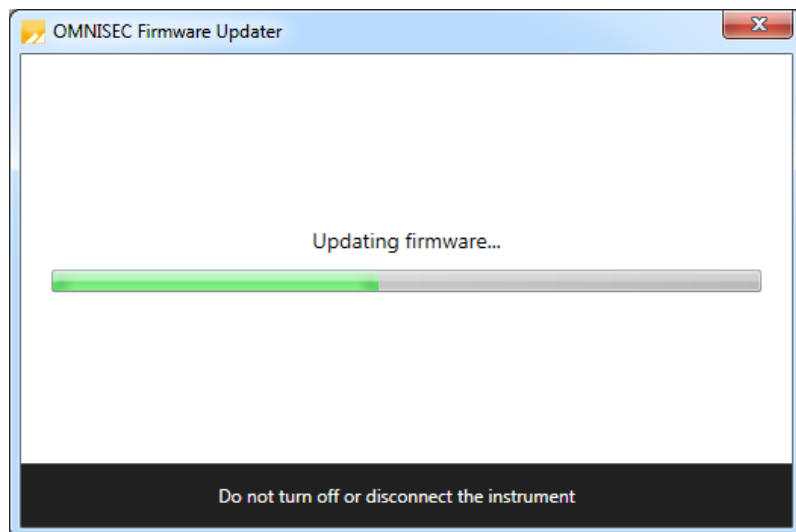 OMNISEC Firmware Updater
Updating firmware...
Do not turn off or disconnect the instrument